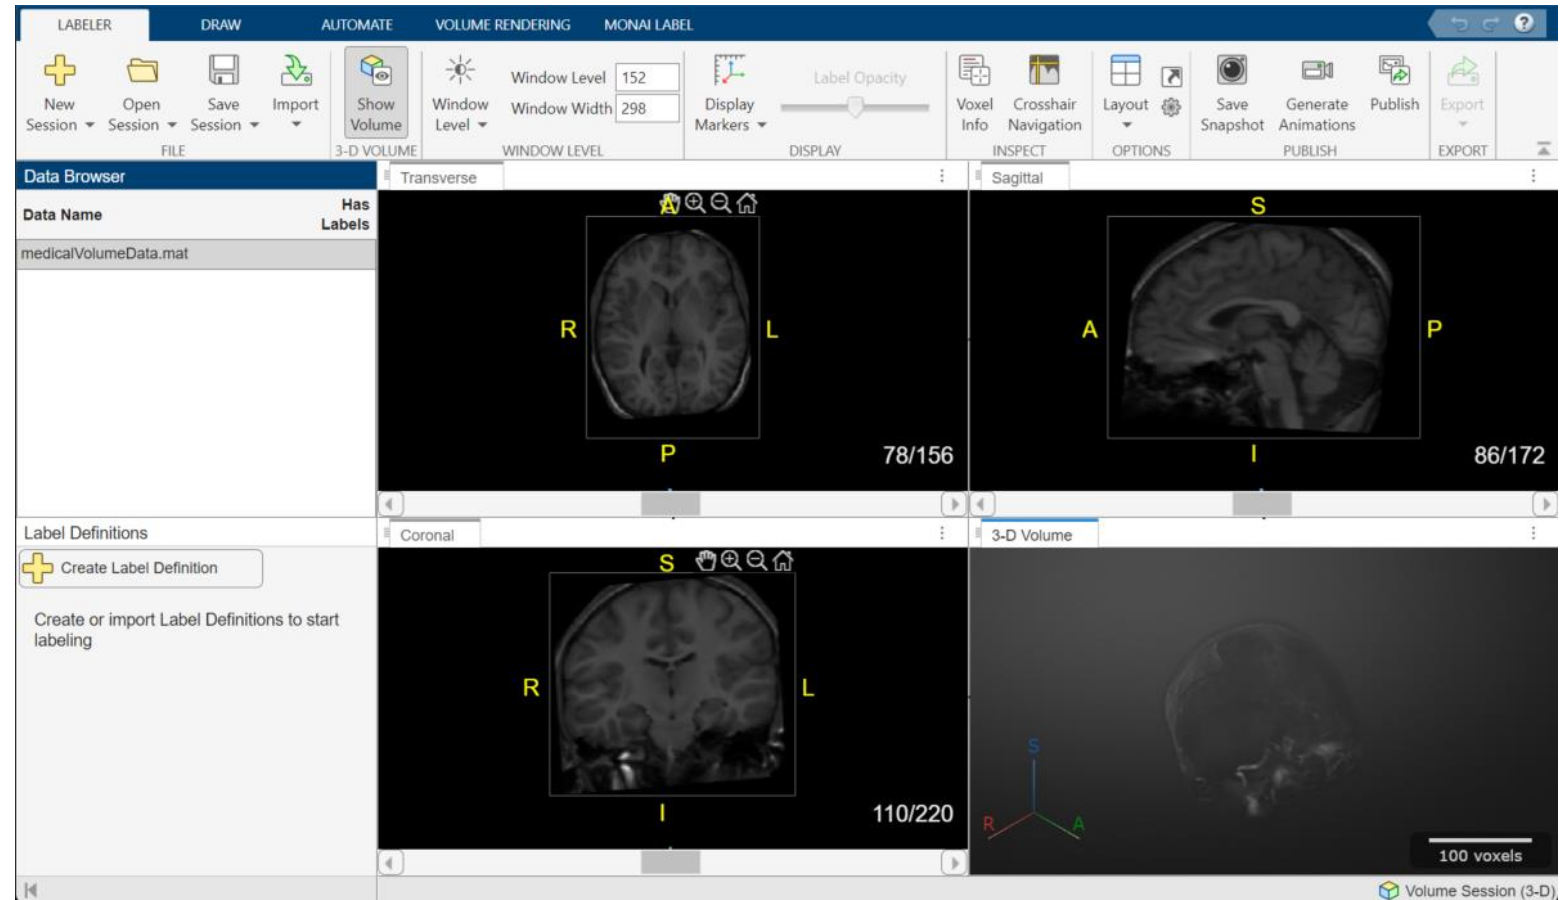 LABELER DRAW AUTOMATE VOLUME RENDERING MONAI LABEL
New Session
Open Session
Save Session
Import
FILE
Show Volume
3-D VOLUME
Window Level
Window Level 152
Window Width 298
WINDOW LEVEL
Display Markers
Label Opacity
DISPLAY
Voxel Info
Crosshair Navigation
INSPECT
Layout
OPTIONS
Save Snapshot
Generate Animations
Publish
PUBLISH
Export
EXPORT
Data Browser
Data Name
Has Labels
medicalVolumeData.mat
Label Definitions
Create Label Definition
Create or import Label Definitions to start
labeling
Transverse
A
R
L
P
78/156
Sagittal
S
A
P
I
86/172
Coronal
S
R
L
I
110/220
3-D Volume
S
R
A
100 voxels
Volume Session (3-D)